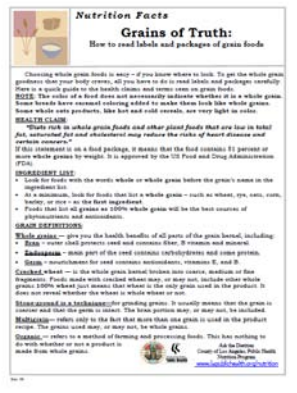 Nutrition Facts
Grains of Truth:
How to read labels and packages of grain foods
Choosing whole grain foods is easy – if you know where to look. To get the whole grain
goodness that your body craves, all you have to do is read labels and packages carefully.
Here is a quick guide to the health claims and terms seen on grain foods.
NOTE: The color of a food does not necessarily indicate whether it is a whole grain.
Some breads have caramel coloring added to make them look like whole grains.
Some whole oats products, like hot and cold cereals, are very light in color.
HEALTH CLAIM:
"Diets rich in whole grain foods and other plant foods that are low in total
fat, saturated fat and cholesterol may reduce the risks of heart disease and
certain cancers."
If this statement is on a food package, it means that the food contains 51 percent or
more whole grains by weight. It is approved by the US Food and Drug Administration
(FDA)
INGREDIENT LIST:
• Look for foods with the words whole or whole grain before the grain's name in the
ingredient list.
• At a minimum, look for foods that list a whole grain – such as wheat, rye, oats, corn,
barley, or rice – as the first ingredient.
• Foods that list all grains as 100% whole grain will be the best sources of
phytonutrients and antioxidants.
GRAIN DEFINITIONS:
Whole grains — give you the health benefits of all parts of the grain kernel, including:
• Bran – outer shell protects seed and contains fiber, B vitamin and mineral
• Endosperm – main part of the seed contains carbohydrates and some protein.
• Germ – nourishment for seed contains antioxidants, vitamins E, and B.
Cracked wheat — is the whole grain kernel broken into coarse, medium or fine
fragments. Foods made with cracked wheat may, or may not, include other whole
grains 100% wheat just means that wheat is the only grain used in the product. It
does not reveal whether the wheat is whole wheat or not.
Stone-ground is a technique—for grinding grains. It usually means that the grain is
coarser and that the germ is intact. The bran portion may, or may not, be included.
Multigrain— refers only to the fact that more than one grain is used in the product
recipe. The grains used may, or may not, be whole grains.
Organic — refers to a method of farming and processing foods. This has nothing to
do with whether or not a product is
made from whole grains.
Ask the Dietitian
County of Los Angeles, Public Health
Nutrition Program
www.lapublichealth.org/nutrition